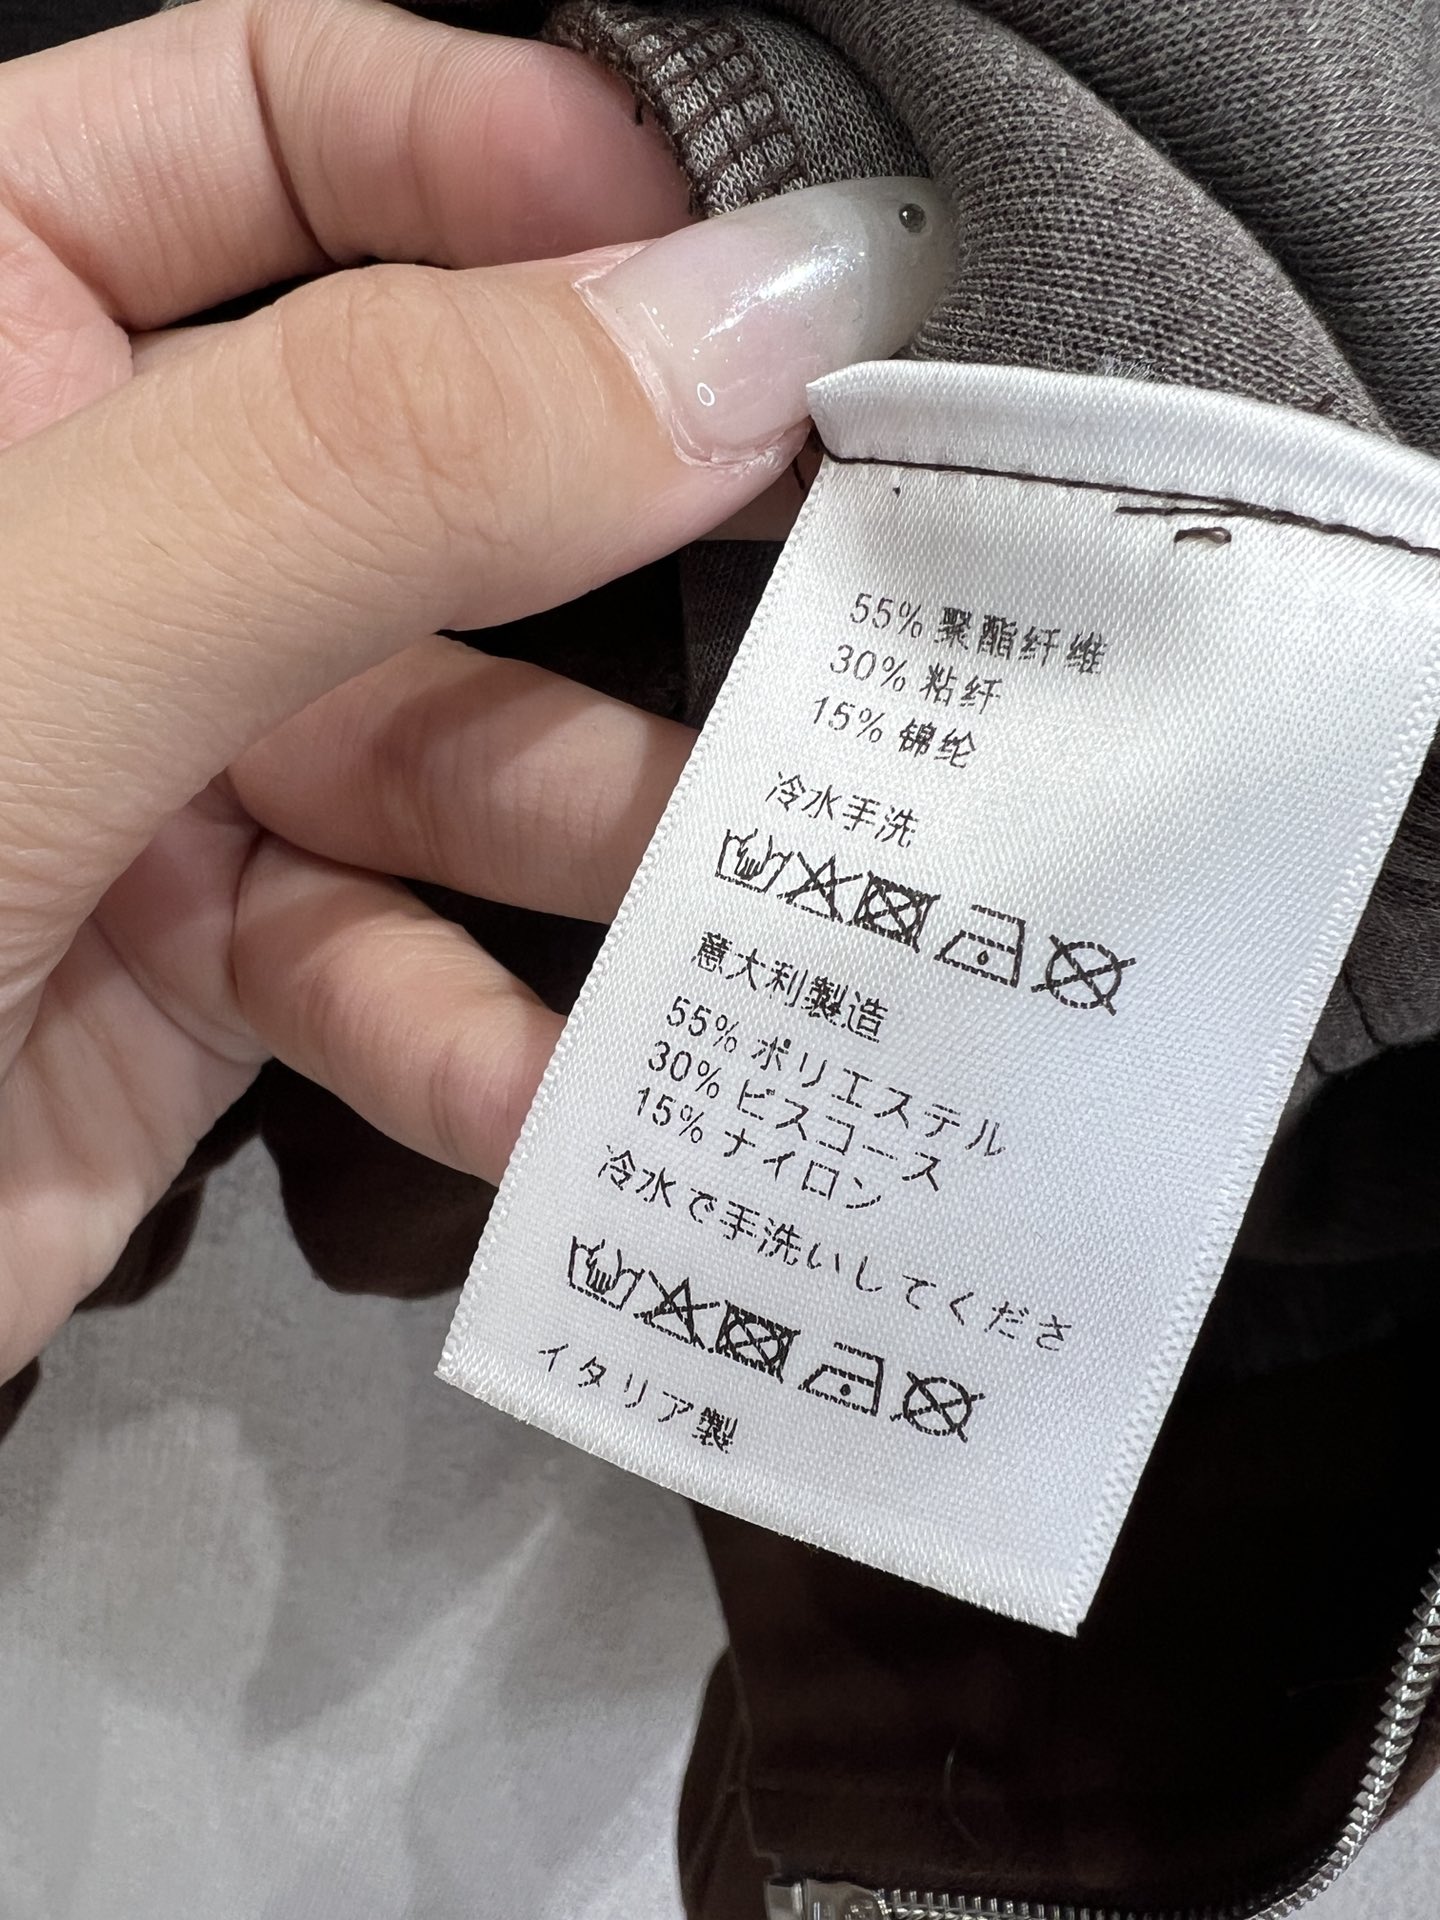 55% 聚酯纤维
30% 粘纤
15% 锦纶
冷水手洗
意大利製造
55% ポリエステル
30% ビスコース
15% ナイロン
冷水で手洗いしてくださ
イタリア製